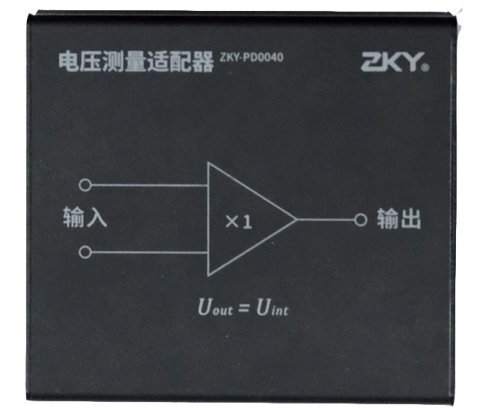 电压测量适配器 ZKY-PD0040 ZKY®
输入
×1
输出
Uout = Uint